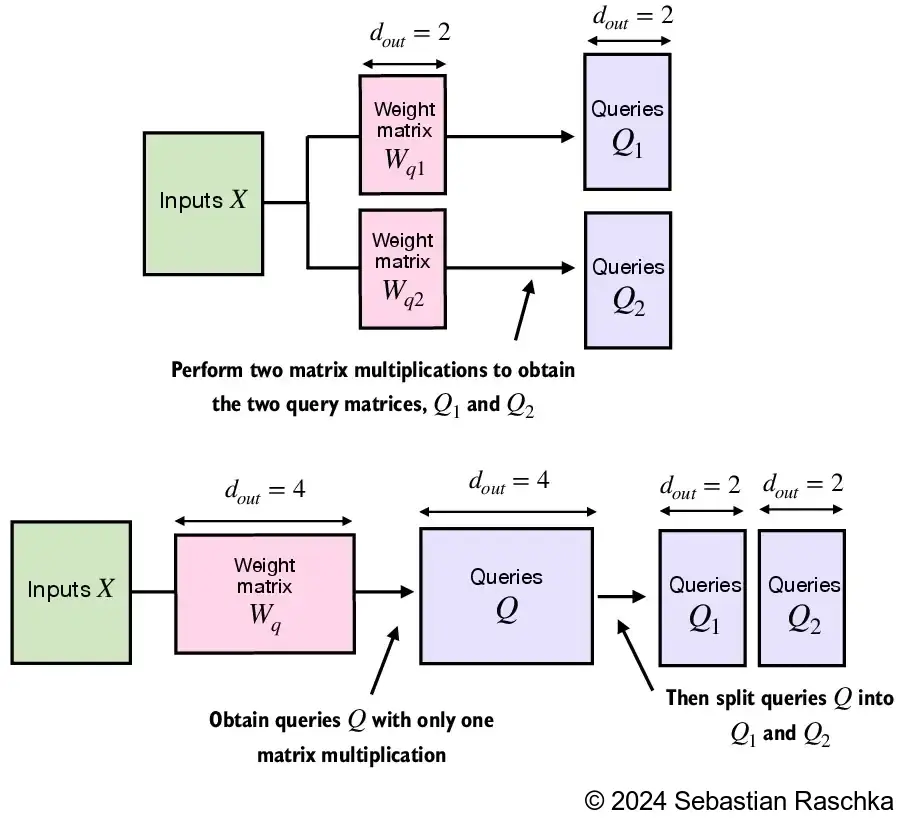 d_out = 2
d_out = 2
Weight
matrix
W_q1
Queries
Q_1
Inputs X
Weight
matrix
W_q2
Queries
Q_2
Perform two matrix multiplications to obtain
the two query matrices, Q_1 and Q_2
d_out = 4
d_out = 4
d_out = 2
d_out = 2
Inputs X
Weight
matrix
W_q
Queries
Q
Queries
Q_1
Queries
Q_2
Obtain queries Q with only one
matrix multiplication
Then split queries Q into
Q_1 and Q_2
© 2024 Sebastian Raschka